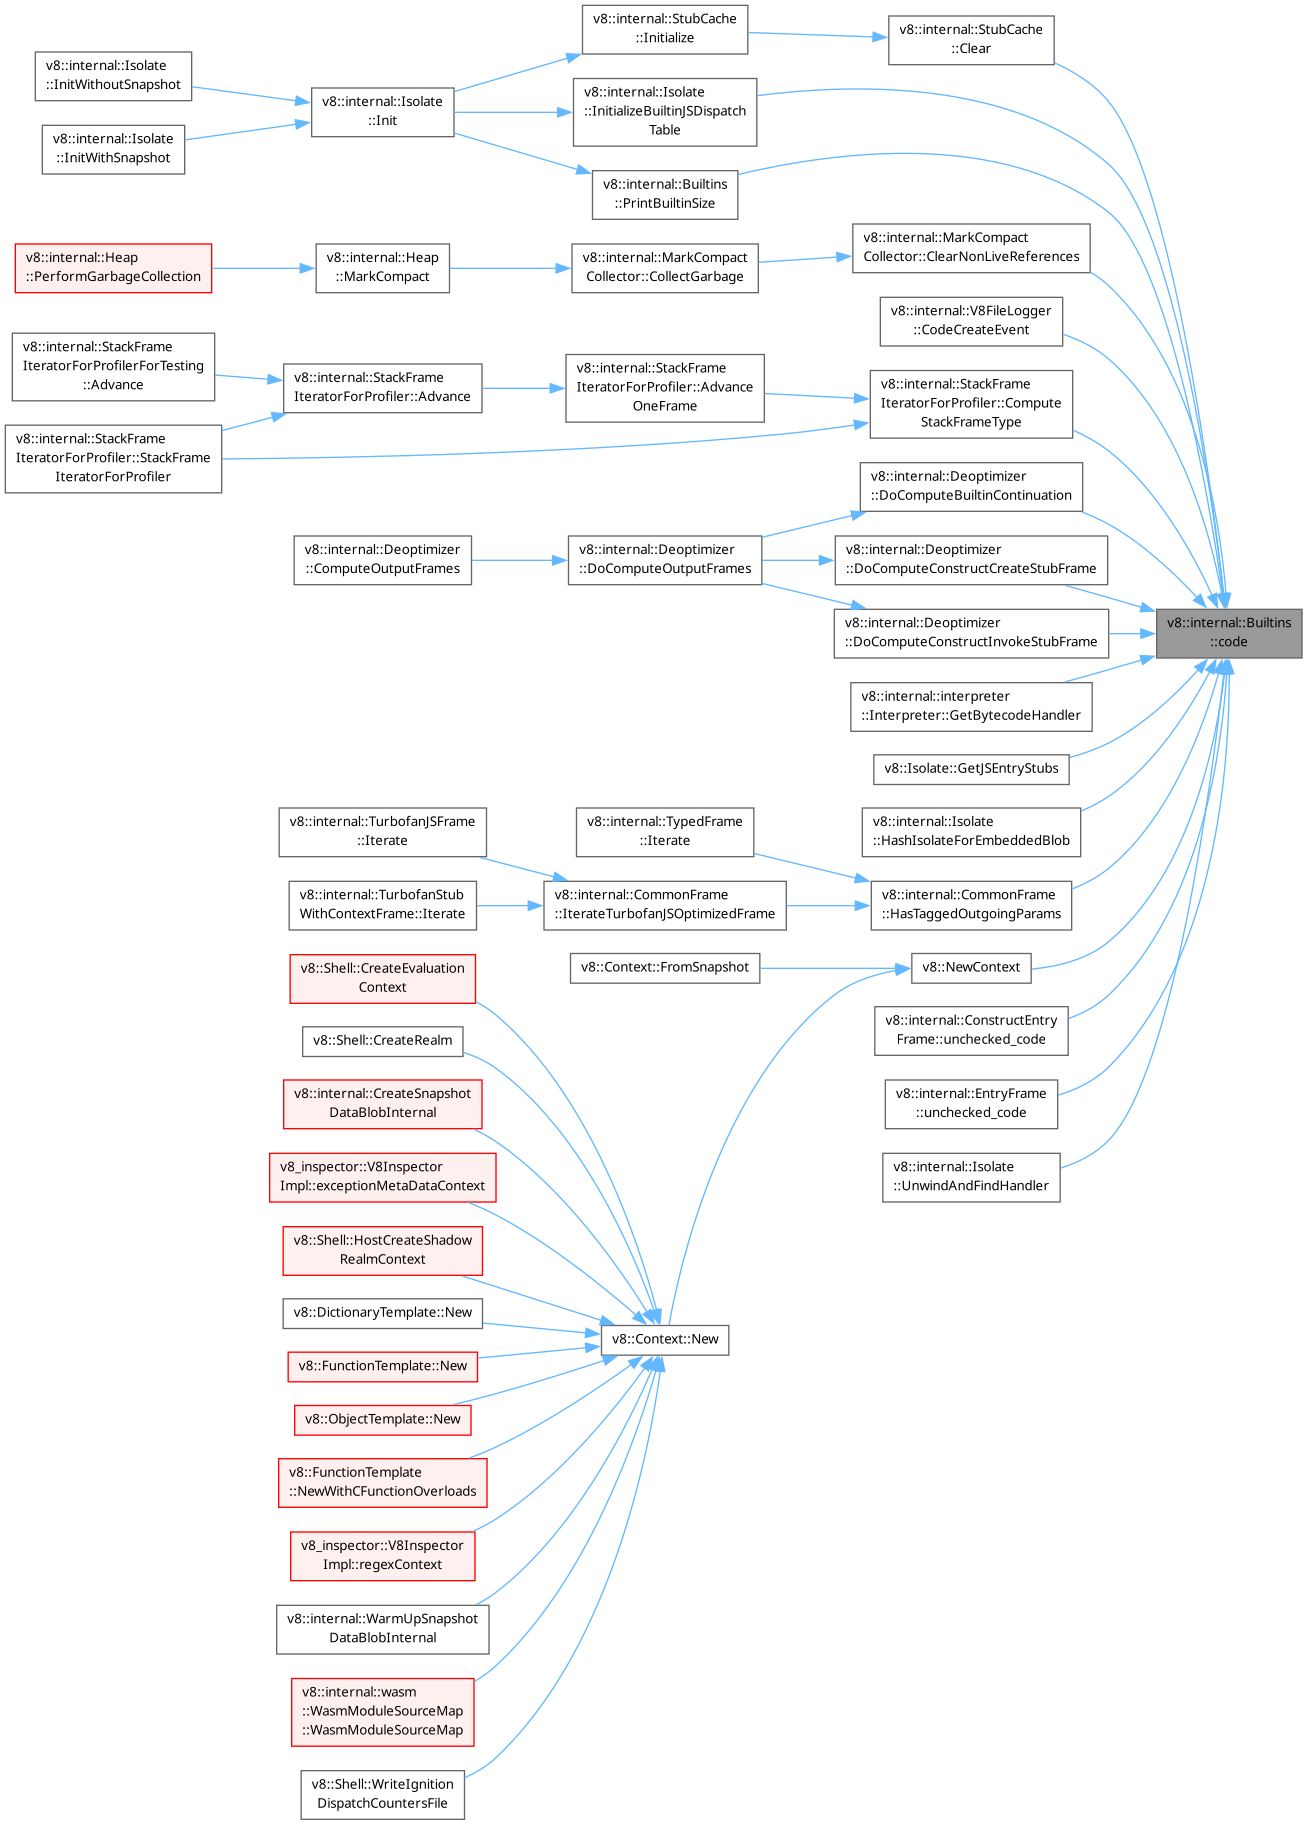 v8::internal::StubCache
::Initialize
v8::internal::StubCache
::Clear
v8::internal::Isolate
::InitWithoutSnapshot
v8::internal::Isolate
::Init
v8::internal::Isolate
::InitializeBuiltinJSDispatch
Table
v8::internal::Isolate
::InitWithSnapshot
v8::internal::Builtins
::PrintBuiltinSize
v8::internal::Heap
::PerformGarbageCollection
v8::internal::Heap
::MarkCompact
v8::internal::MarkCompact
Collector::CollectGarbage
v8::internal::MarkCompact
Collector::ClearNonLiveReferences
v8::internal::V8FileLogger
::CodeCreateEvent
v8::internal::StackFrame
IteratorForProfilerForTesting
::Advance
v8::internal::StackFrame
IteratorForProfiler::Advance
v8::internal::StackFrame
IteratorForProfiler::Advance
OneFrame
v8::internal::StackFrame
IteratorForProfiler::Compute
StackFrameType
v8::internal::StackFrame
IteratorForProfiler::StackFrame
IteratorForProfiler
v8::internal::Deoptimizer
::DoComputeBuiltinContinuation
v8::internal::Deoptimizer
::ComputeOutputFrames
v8::internal::Deoptimizer
::DoComputeOutputFrames
v8::internal::Deoptimizer
::DoComputeConstructCreateStubFrame
v8::internal::Deoptimizer
::DoComputeConstructInvokeStubFrame
v8::internal::Builtins
::code
v8::internal::interpreter
::Interpreter::GetBytecodeHandler
v8::Isolate::GetJSEntryStubs
v8::internal::TurbofanJSFrame
::Iterate
v8::internal::TypedFrame
::Iterate
v8::internal::Isolate
::HashIsolateForEmbeddedBlob
v8::internal::TurbofanStub
WithContextFrame::Iterate
v8::internal::CommonFrame
::IterateTurbofanJSOptimizedFrame
v8::internal::CommonFrame
::HasTaggedOutgoingParams
v8::Shell::CreateEvaluation
Context
v8::Context::FromSnapshot
v8::NewContext
v8::Shell::CreateRealm
v8::internal::ConstructEntry
Frame::unchecked_code
v8::internal::CreateSnapshot
DataBlobInternal
v8::internal::EntryFrame
::unchecked_code
v8_inspector::V8Inspector
Impl::exceptionMetaDataContext
v8::internal::Isolate
::UnwindAndFindHandler
v8::Shell::HostCreateShadow
RealmContext
v8::DictionaryTemplate::New
v8::Context::New
v8::FunctionTemplate::New
v8::ObjectTemplate::New
v8::FunctionTemplate
::NewWithCFunctionOverloads
v8_inspector::V8Inspector
Impl::regexContext
v8::internal::WarmUpSnapshot
DataBlobInternal
v8::internal::wasm
::WasmModuleSourceMap
::WasmModuleSourceMap
v8::Shell::WriteIgnition
DispatchCountersFile